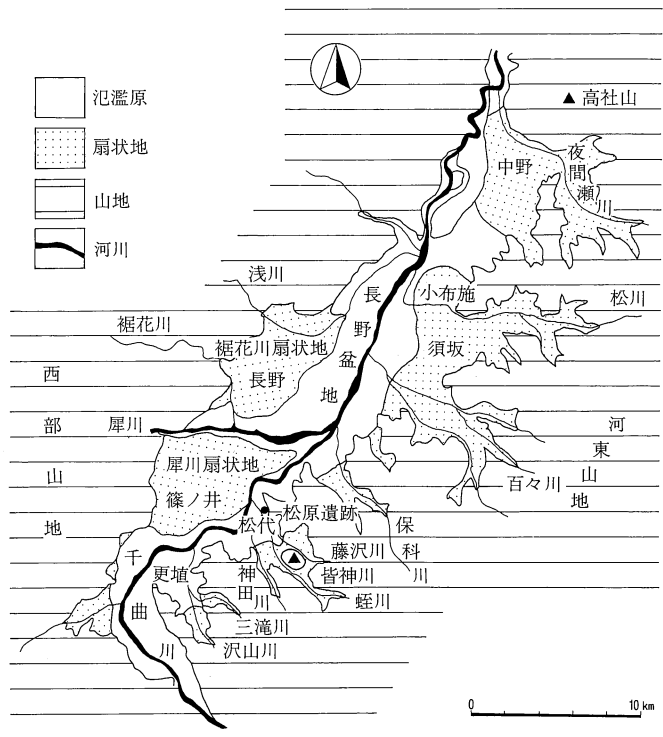 氾濫原
扇状地
山地
河川
高社山
中野
夜間瀬川
浅川
長野盆地
小布施
松川
裾花川
裾花川扇状地
須坂
長野
西部山地
犀川
河東山地
犀川扇状地
百々川
篠ノ井
松代
松原遺跡
保科川
藤沢川
千曲川
更埴
神田川
皆神川
蛭川
三滝川
沢山川
0
10 km